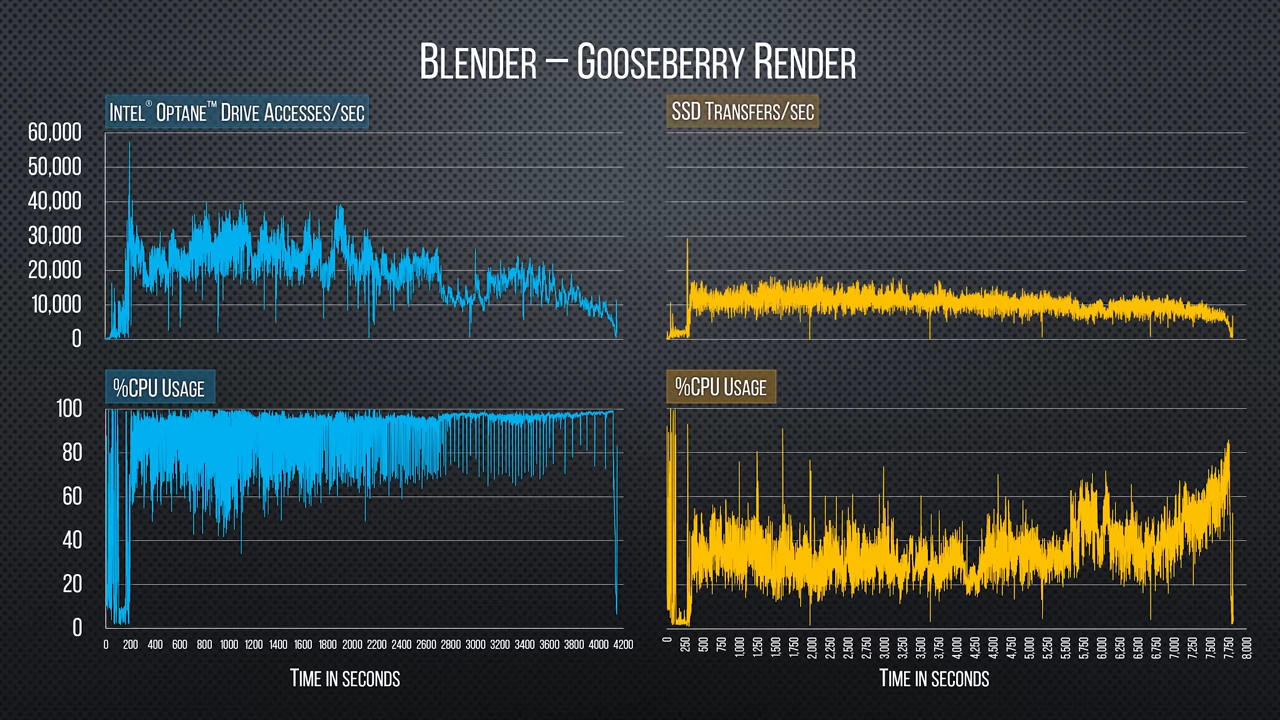 Blender – Gooseberry Render
Intel® Optane™ Drive Accesses/sec
SSD Transfers/sec
60,000
50,000
40,000
30,000
20,000
10,000
0
%CPU Usage
%CPU Usage
100
80
60
40
20
0
0 200 400 600 800 1000 1200 1400 1600 1800 2000 2200 2400 2600 2800 3000 3200 3400 3600 3800 4000 4200
0 250 500 750 1,000 1,250 1,500 1,750 2,000 2,250 2,500 2,750 3,000 3,250 3,500 3,750 4,000 4,250 4,500 4,750 5,000 5,250 5,500 5,750 6,000 6,250 6,500 6,750 7,000 7,250 7,500 7,750 8,000
Time in seconds
Time in seconds